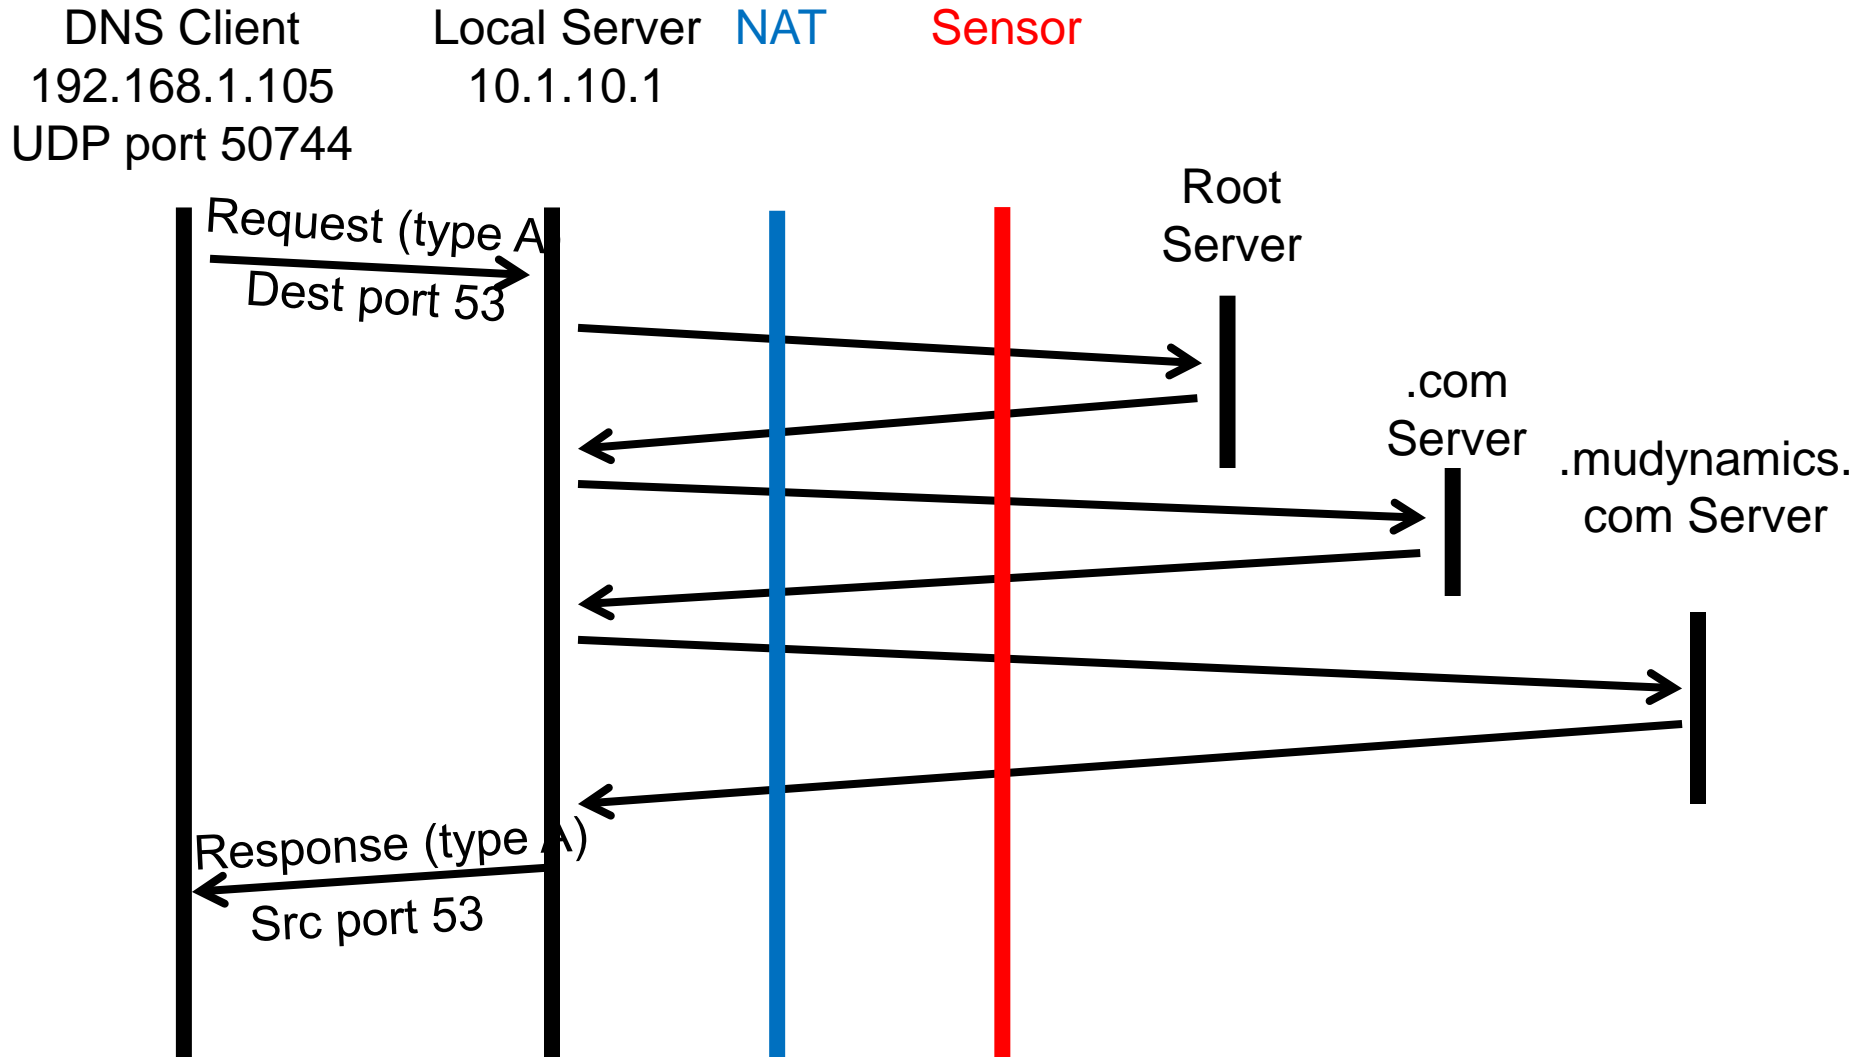 DNS Client
192.168.1.105
UDP port 50744
Local Server
10.1.10.1
NAT
Sensor
Root
Server
.com
Server
.mudynamics.
com Server
Request (type A)
Dest port 53
Response (type A)
Src port 53